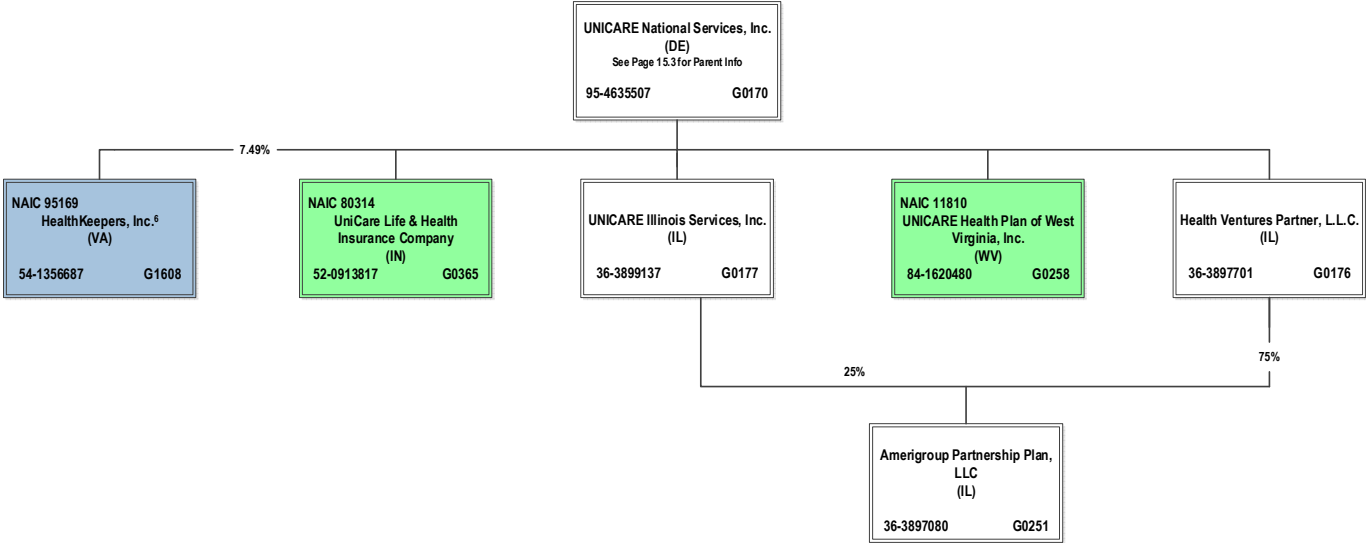 UNICARE National Services, Inc.
(DE)
See Page 15.3 for Parent Info
95-4635507 G0170
7.49%
NAIC 95169
HealthKeepers, Inc.⁶
(VA)
54-1356687 G1608
NAIC 80314
UniCare Life & Health
Insurance Company
(IN)
52-0913817 G0365
UNICARE Illinois Services, Inc.
(IL)
36-3899137 G0177
NAIC 11810
UNICARE Health Plan of West
Virginia, Inc.
(WV)
84-1620480 G0258
Health Ventures Partner, L.L.C.
(IL)
36-3897701 G0176
75%
25%
Amerigroup Partnership Plan,
LLC
(IL)
36-3897080 G0251